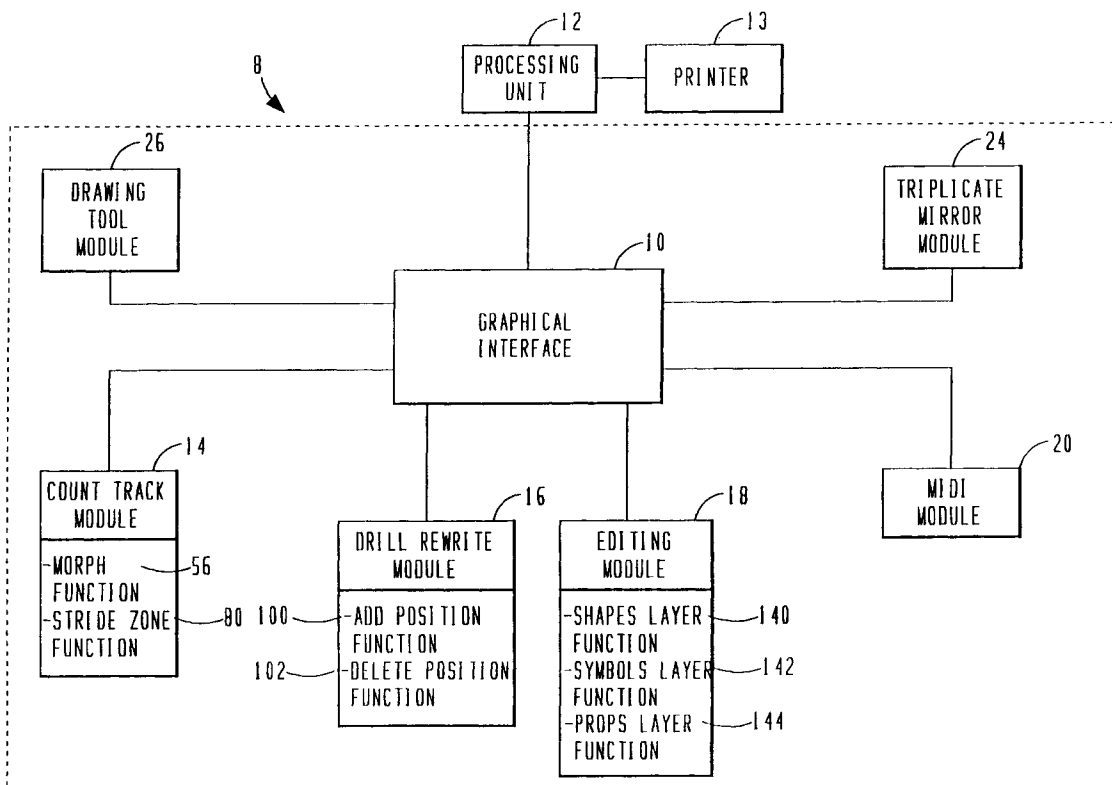 12
13
8
PROCESSING
UNIT
PRINTER
26
24
DRAWING
TOOL
MODULE
TRIPLICATE
MIRROR
MODULE
10
GRAPHICAL
INTERFACE
14
COUNT TRACK
MODULE
-MORPH
FUNCTION
56
-STRIDE ZONE
FUNCTION
80
16
DRILL REWRITE
MODULE
100
-ADD POSITION
FUNCTION
102
-DELETE POSITION
FUNCTION
18
EDITING
MODULE
-SHAPES LAYER
FUNCTION
140
-SYMBOLS LAYER
FUNCTION
142
-PROPS LAYER
FUNCTION
144
20
MIDI
MODULE